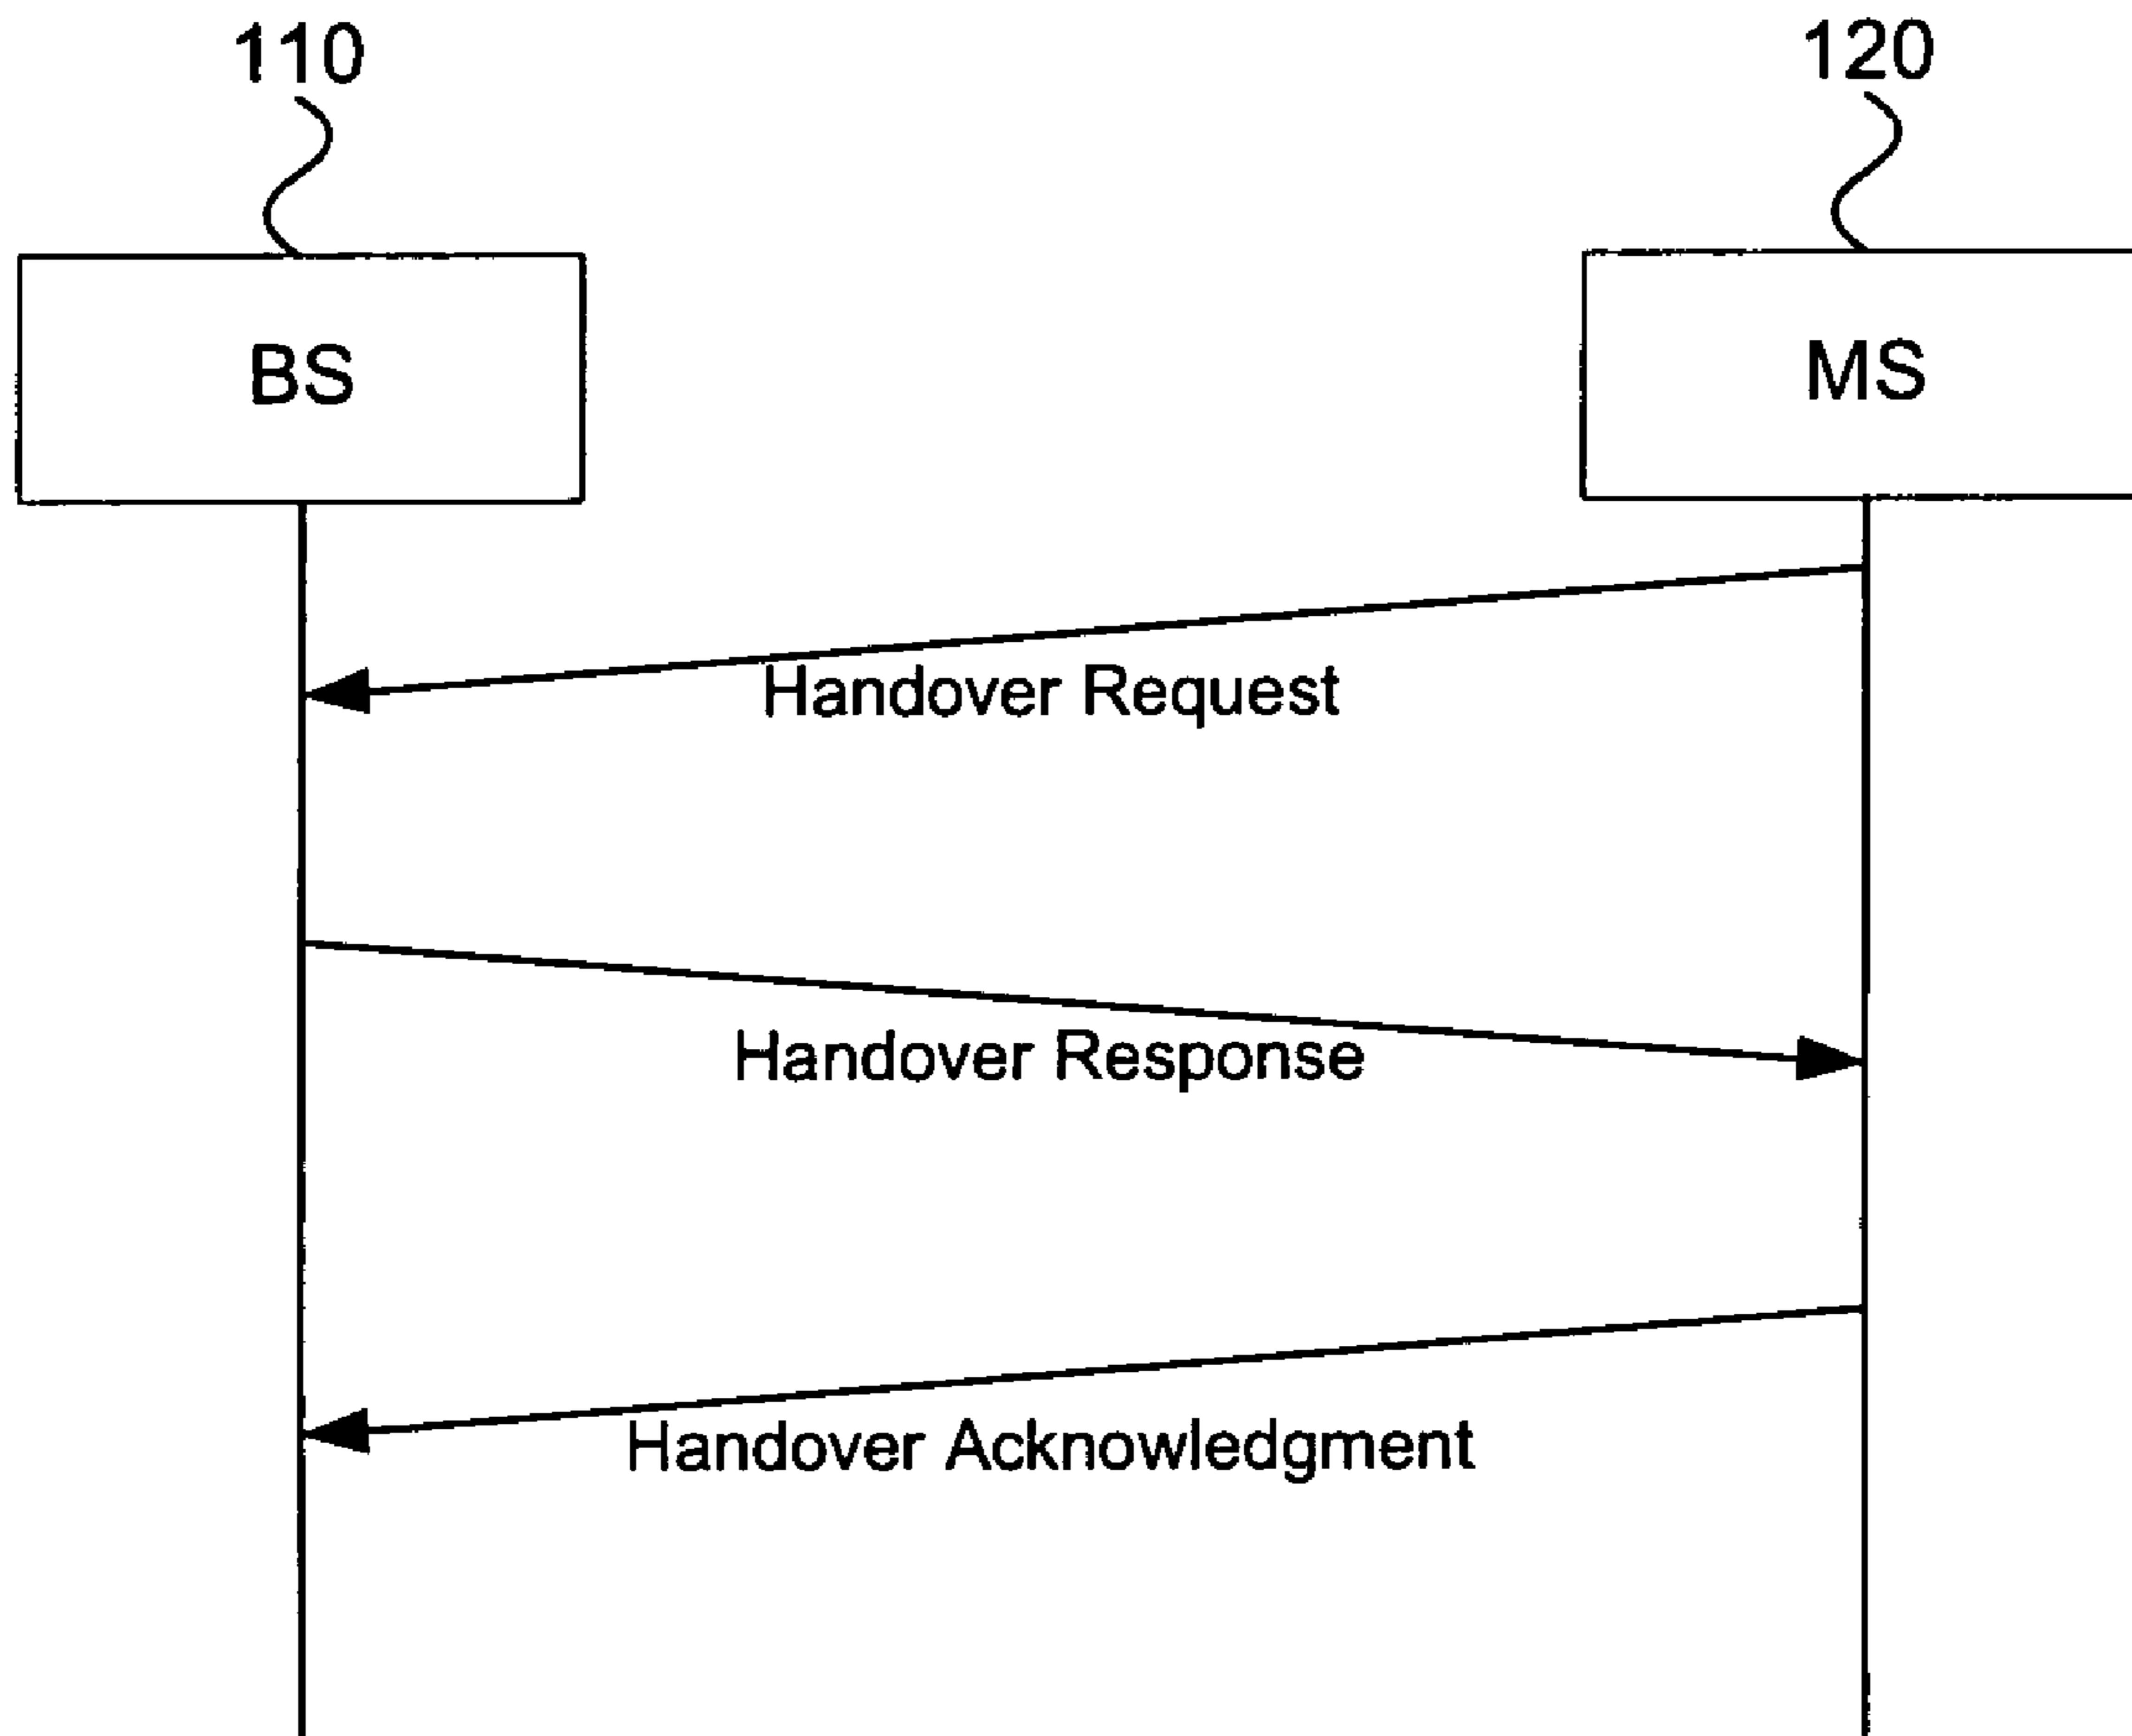 110
120
BS
MS
Handover Request
Handover Response
Handover Acknowledgment